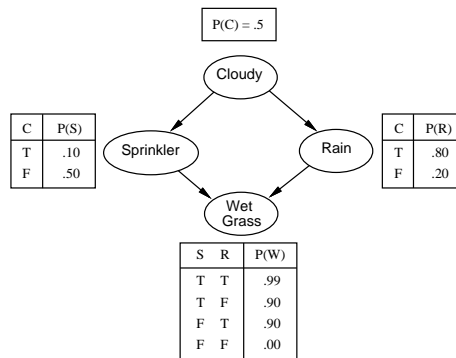 P(C) = .5
Cloudy
C P(S)
T .10
F .50
Sprinkler
Rain
C P(R)
T .80
F .20
Wet
Grass
S R P(W)
T T .99
T F .90
F T .90
F F .00